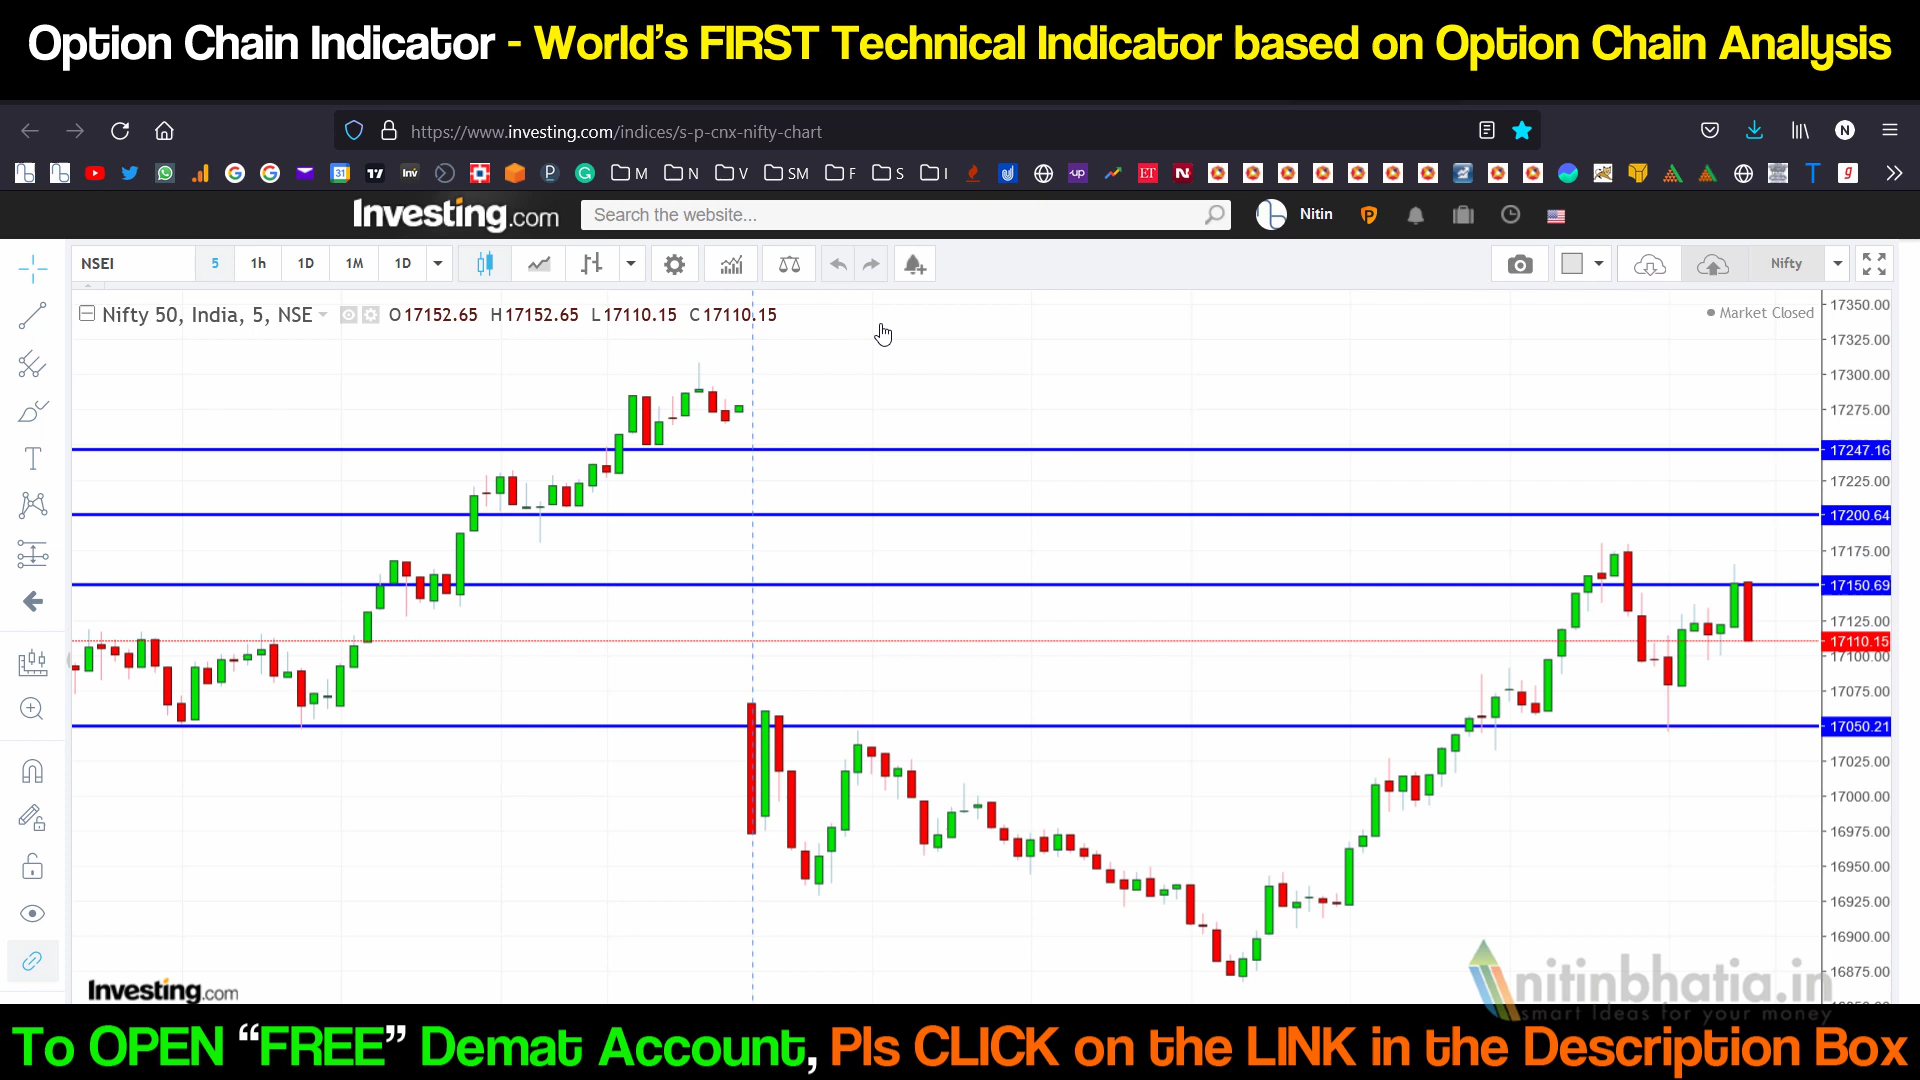 Option Chain Indicator - World's FIRST Technical Indicator based on Option Chain Analysis
https://www.investing.com/indices/s-p-cnx-nifty-chart
31 Inv P M N V SM F S I up ET N T g
Investing.com Search the website... Nitin
NSEI 5 1h 1D 1M 1D Nifty
Nifty 50, India, 5, NSE O17152.65 H17152.65 L17110.15 C17110.15
Market Closed
17350.00
17325.00
17300.00
17275.00
17247.16
17225.00
17200.64
17175.00
17150.69
17125.00
17110.15
17100.00
17075.00
17050.21
17025.00
17000.00
16975.00
16950.00
16925.00
16900.00
16875.00
Investing.com
nitinbhatia.in
smart Ideas for your money
To OPEN “FREE” Demat Account, Pls CLICK on the LINK in the Description Box